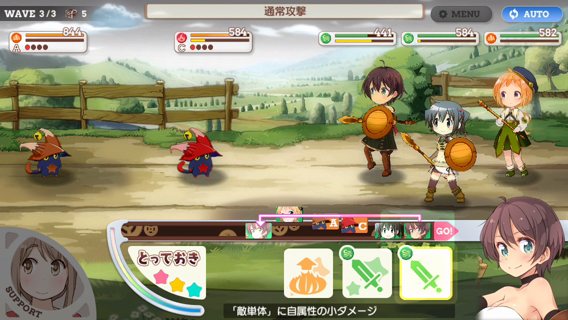 WAVE 3/3 5
通常攻撃
MENU
AUTO
844
584
441
584
582
A
C
A
C
GO!
とっておき
SUPPORT
「敵単体」に自属性の小ダメージ